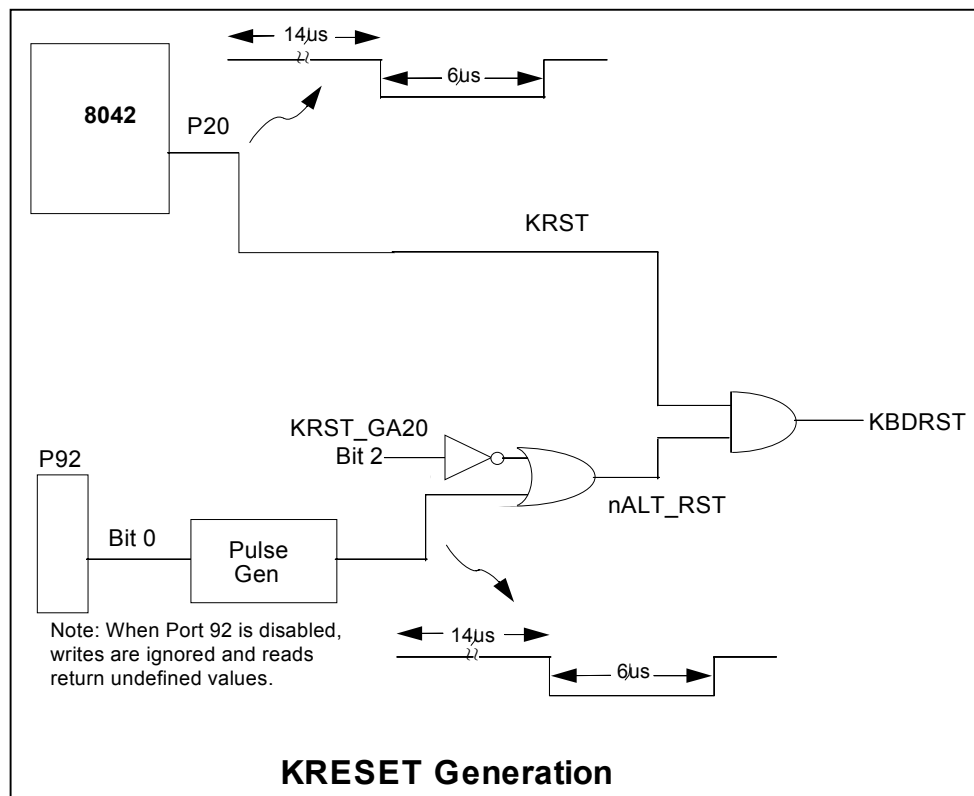 14µs
6µs
8042
P20
KRST
KRST_GA20
Bit 2
KBDRST
nALT_RST
P92
Bit 0
Pulse
Gen
Note: When Port 92 is disabled,
writes are ignored and reads
return undefined values.
14µs
6µs
KRESET Generation